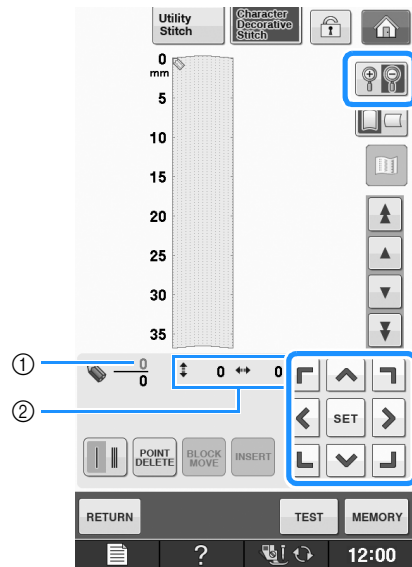 Utility Stitch
Character Decorative Stitch
0
mm
5
10
15
20
25
30
35
①
0
0
0
0
②
SET
POINT DELETE
BLOCK MOVE
INSERT
RETURN
TEST
MEMORY
?
12:00